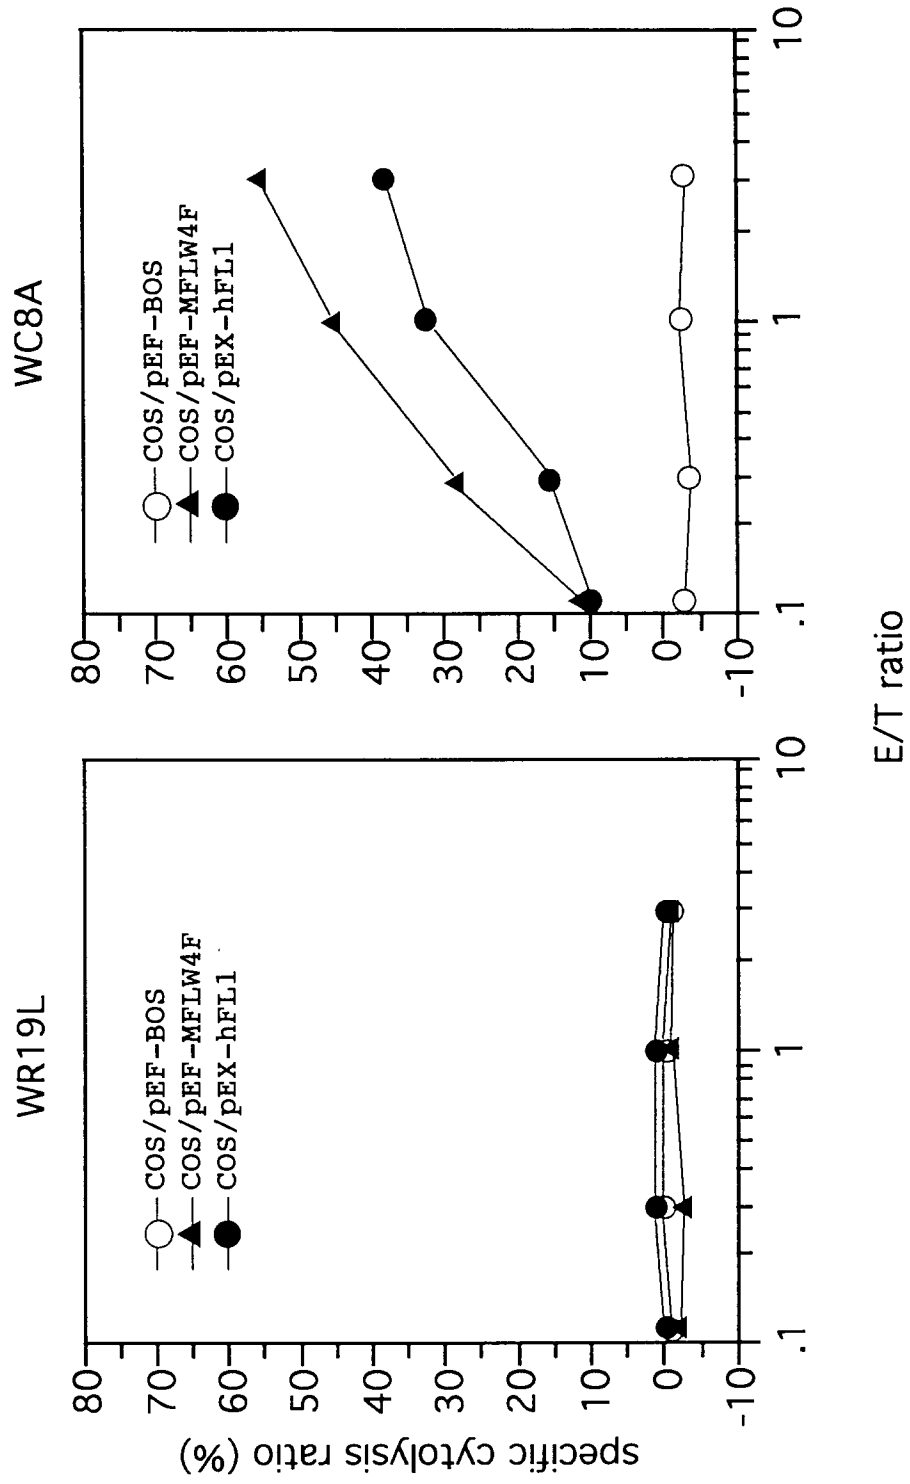 WR19L
COS/pEF-BOS
COS/pEF-MFLW4F
COS/pEX-hFL1
80
70
60
50
40
30
20
10
0
-10
.1
1
10
specific cytolysis ratio (%)
WC8A
COS/pEF-BOS
COS/pEF-MFLW4F
COS/pEX-hFL1
80
70
60
50
40
30
20
10
0
-10
.1
1
10
E/T ratio